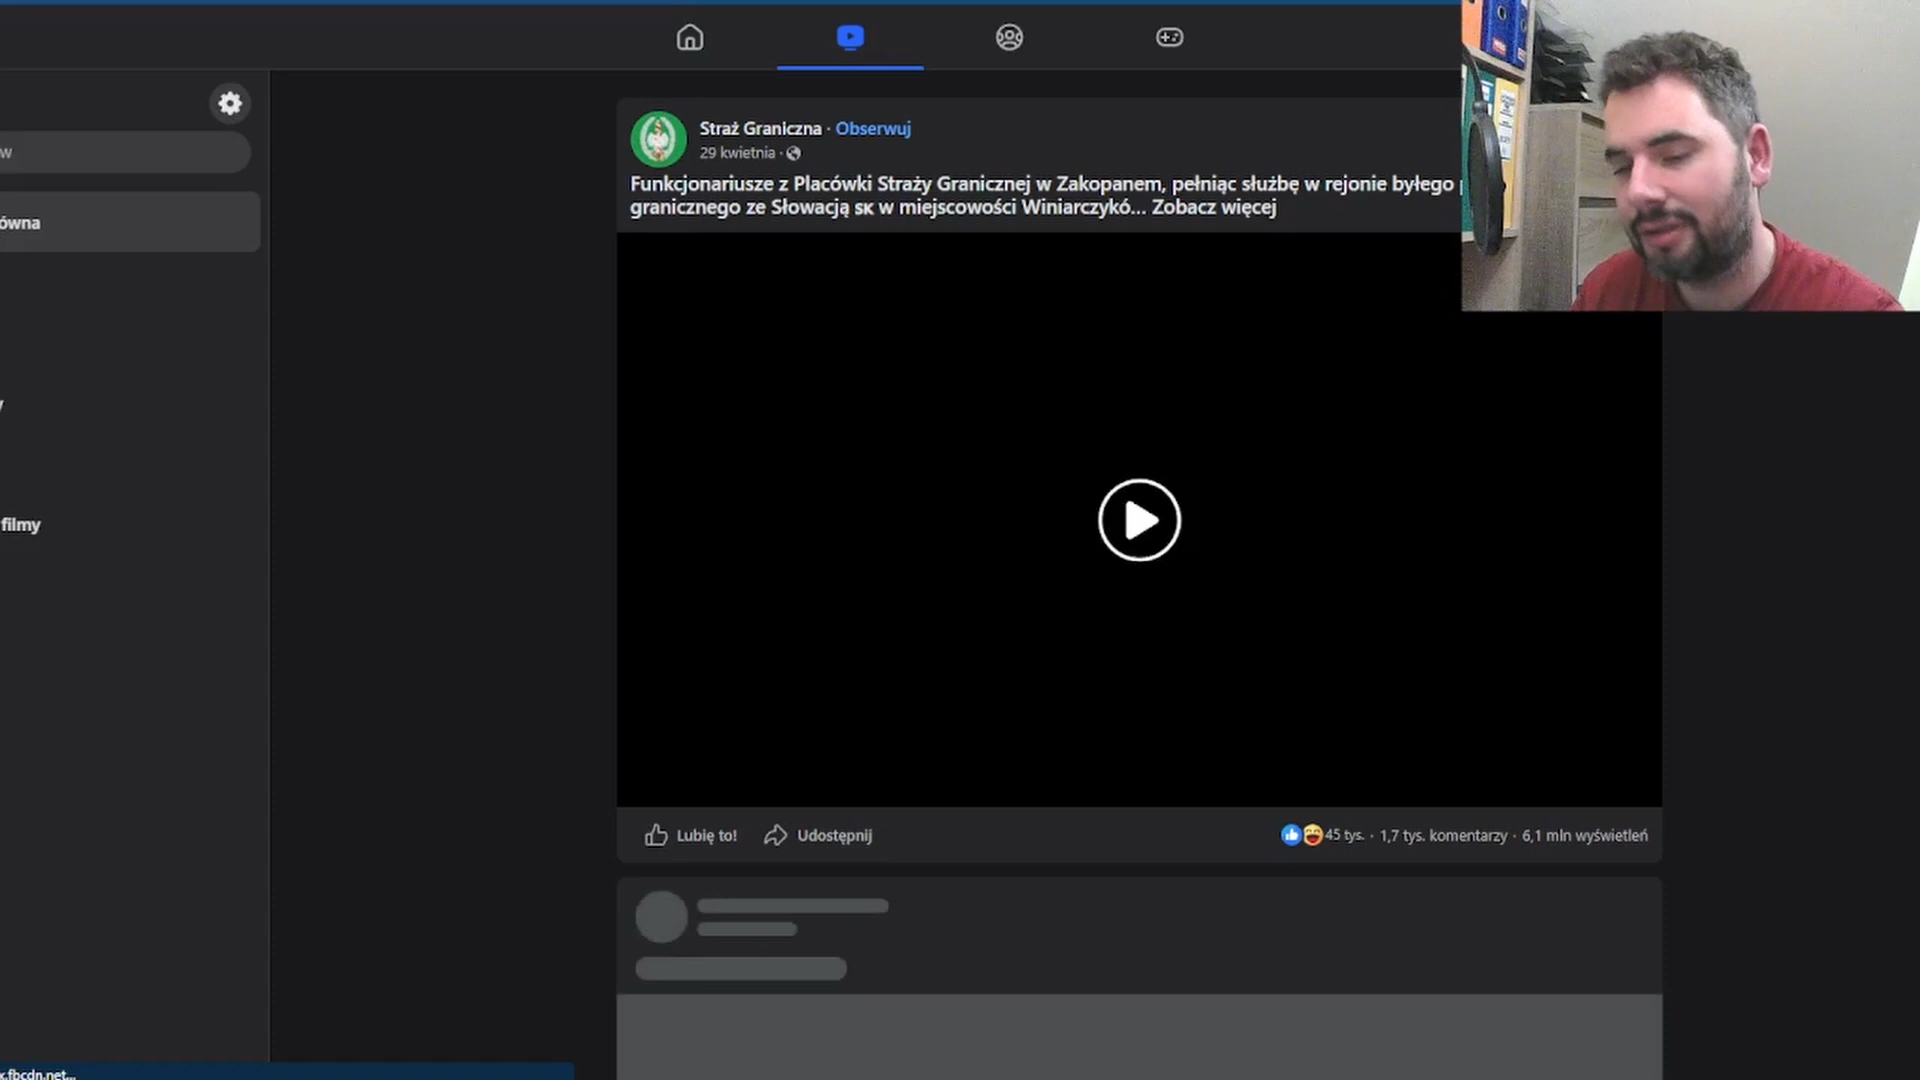 Straż Graniczna · Obserwuj
29 kwietnia ·
Funkcjonariusze z Placówki Straży Granicznej w Zakopanem, pełniąc służbę w rejonie byłego
granicznego ze Słowacją SK w miejscowości Winiarczykó... Zobacz więcej
w
ówna
y
filmy
Lubię to!
Udostępnij
45 tys. · 1,7 tys. komentarzy · 6,1 mln wyświetleń
x.fbcdn.net...